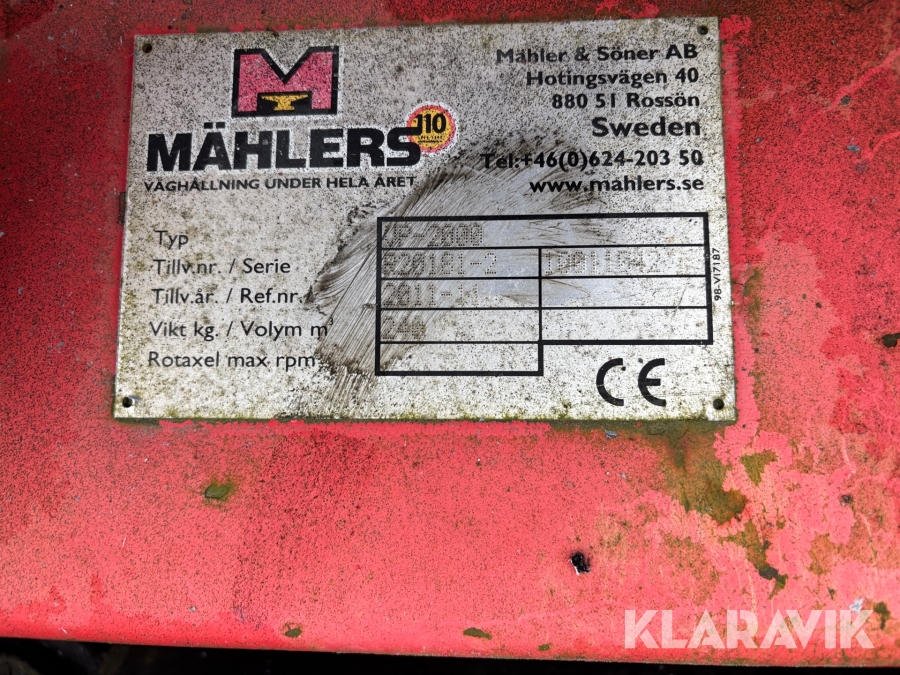 M
MÄHLERS 110
VÄGHÅLLNING UNDER HELA ÅRET
Mähler & Söner AB
Hotingsvägen 40
880 51 Rossön
Sweden
Tel:+46(0)624-203 50
www.mahlers.se
Typ
Tillv.nr. / Serie
Tillv.år. / Ref.nr.
Vikt kg. / Volym m³
Rotaxel max rpm
98-V17187
CE
KLARAVIK